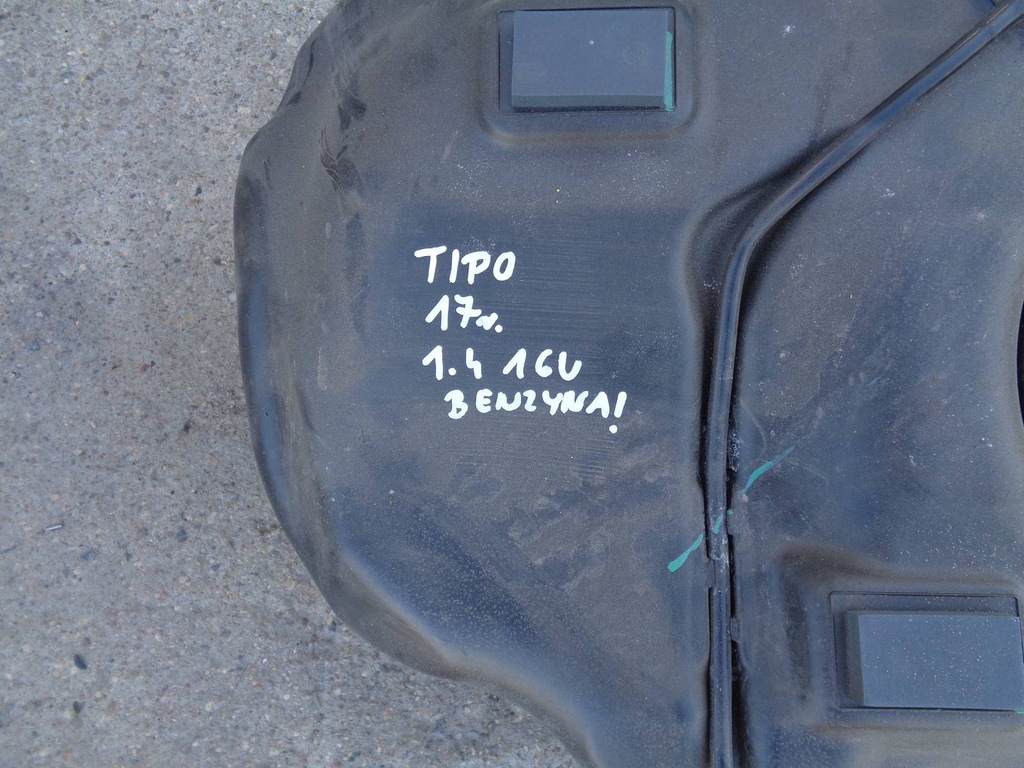 TIPO
17r.
1.4 16V
BENZYNA!